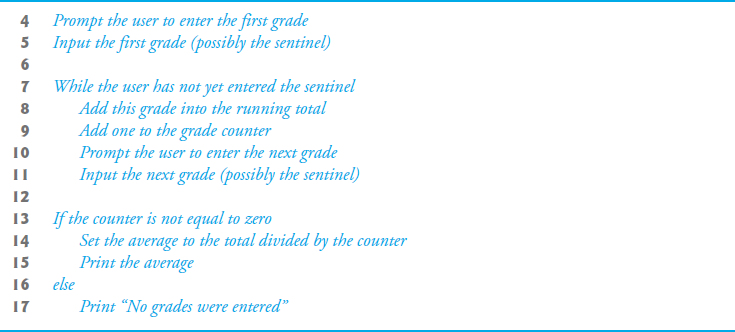 4 Prompt the user to enter the first grade
5 Input the first grade (possibly the sentinel)
6
7 While the user has not yet entered the sentinel
8 Add this grade into the running total
9 Add one to the grade counter
10 Prompt the user to enter the next grade
11 Input the next grade (possibly the sentinel)
12
13 If the counter is not equal to zero
14 Set the average to the total divided by the counter
15 Print the average
16 else
17 Print “No grades were entered”